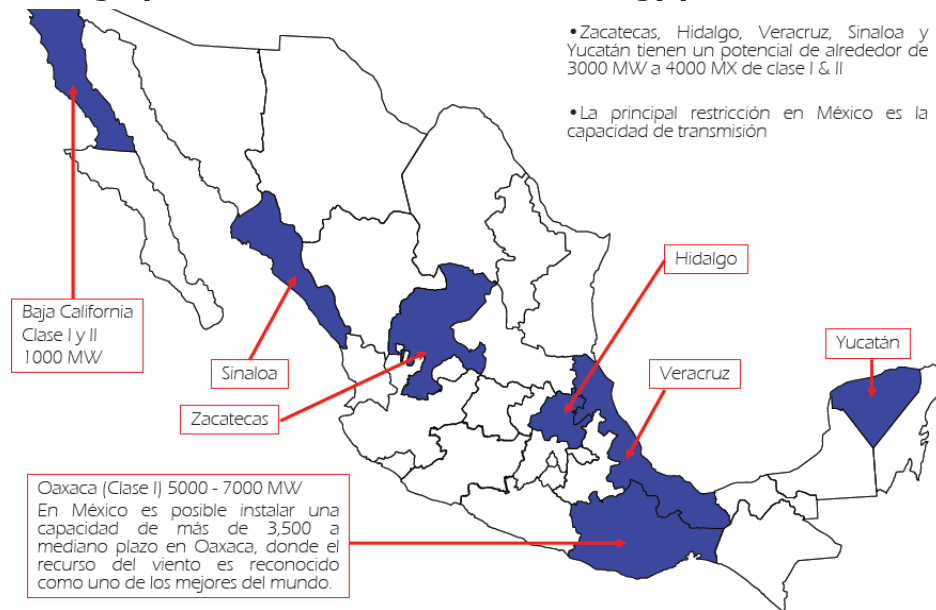 •Zacatecas, Hidalgo, Veracruz, Sinaloa y
Yucatán tienen un potencial de alrededor de
3000 MW a 4000 MX de clase I & II
•La principal restricción en México es la
capacidad de transmisión
Hidalgo
Baja California
Clase I y II
1000 MW
Yucatán
Sinaloa
Veracruz
Zacatecas
Oaxaca (Clase I) 5000 - 7000 MW
En México es posible instalar una
capacidad de más de 3,500 a
mediano plazo en Oaxaca, donde el
recurso del viento es reconocido
como uno de los mejores del mundo.